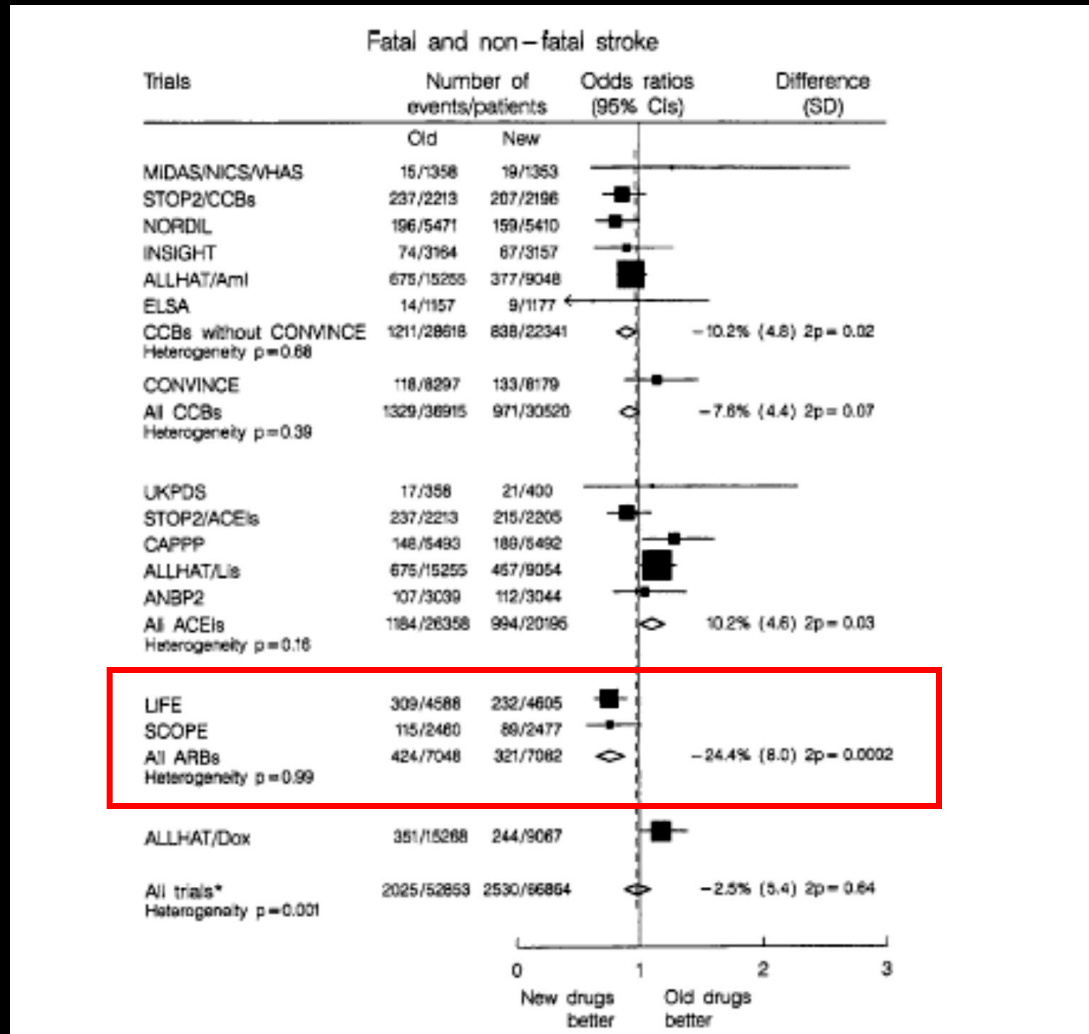 Fatal and non-fatal stroke
Trials Number of events/patients Odds ratios (95% CIs) Difference (SD)
Old New
MIDAS/NICS/VHAS 15/1358 19/1353
STOP2/CCBs 237/2213 207/2196
NORDIL 196/5471 159/5410
INSIGHT 74/3164 67/3157
ALLHAT/Aml 675/15255 377/9048
ELSA 14/1157 9/1177
CCBs without CONVINCE 1211/28618 838/22341 -10.2% (4.8) 2p=0.02
Heterogeneity p=0.68
CONVINCE 118/8297 133/8179
All CCBs 1329/36915 971/30520 -7.6% (4.4) 2p=0.07
Heterogeneity p=0.39
UKPDS 17/358 21/400
STOP2/ACEIs 237/2213 215/2205
CAPPP 148/5493 189/5492
ALLHAT/Lis 675/15255 457/9054
ANBP2 107/3039 112/3044
All ACEIs 1184/26358 994/20195 10.2% (4.6) 2p=0.03
Heterogeneity p=0.16
LIFE 309/4588 232/4605
SCOPE 115/2460 89/2477
All ARBs 424/7048 321/7082 -24.4% (8.0) 2p=0.0002
Heterogeneity p=0.99
ALLHAT/Dox 351/15268 244/9067
All trials* 2025/52853 2530/66864 -2.5% (5.4) 2p=0.64
Heterogeneity p=0.001
0 1 2 3
New drugs better Old drugs better